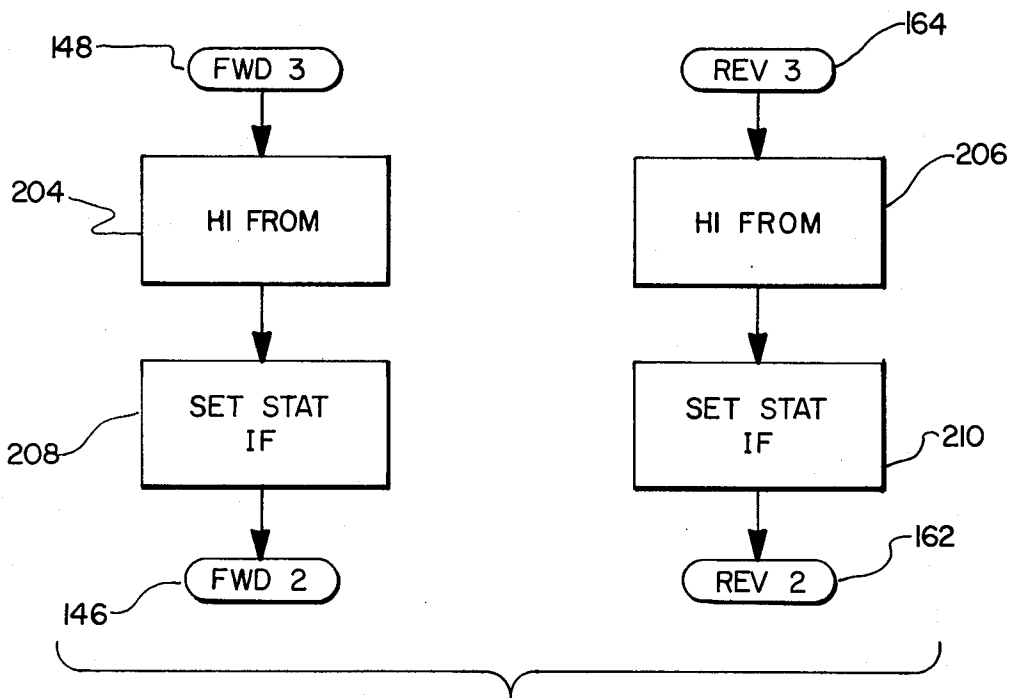 148
FWD 3
204
HI FROM
208
SET STAT
IF
146
FWD 2
164
REV 3
206
HI FROM
210
SET STAT
IF
162
REV 2